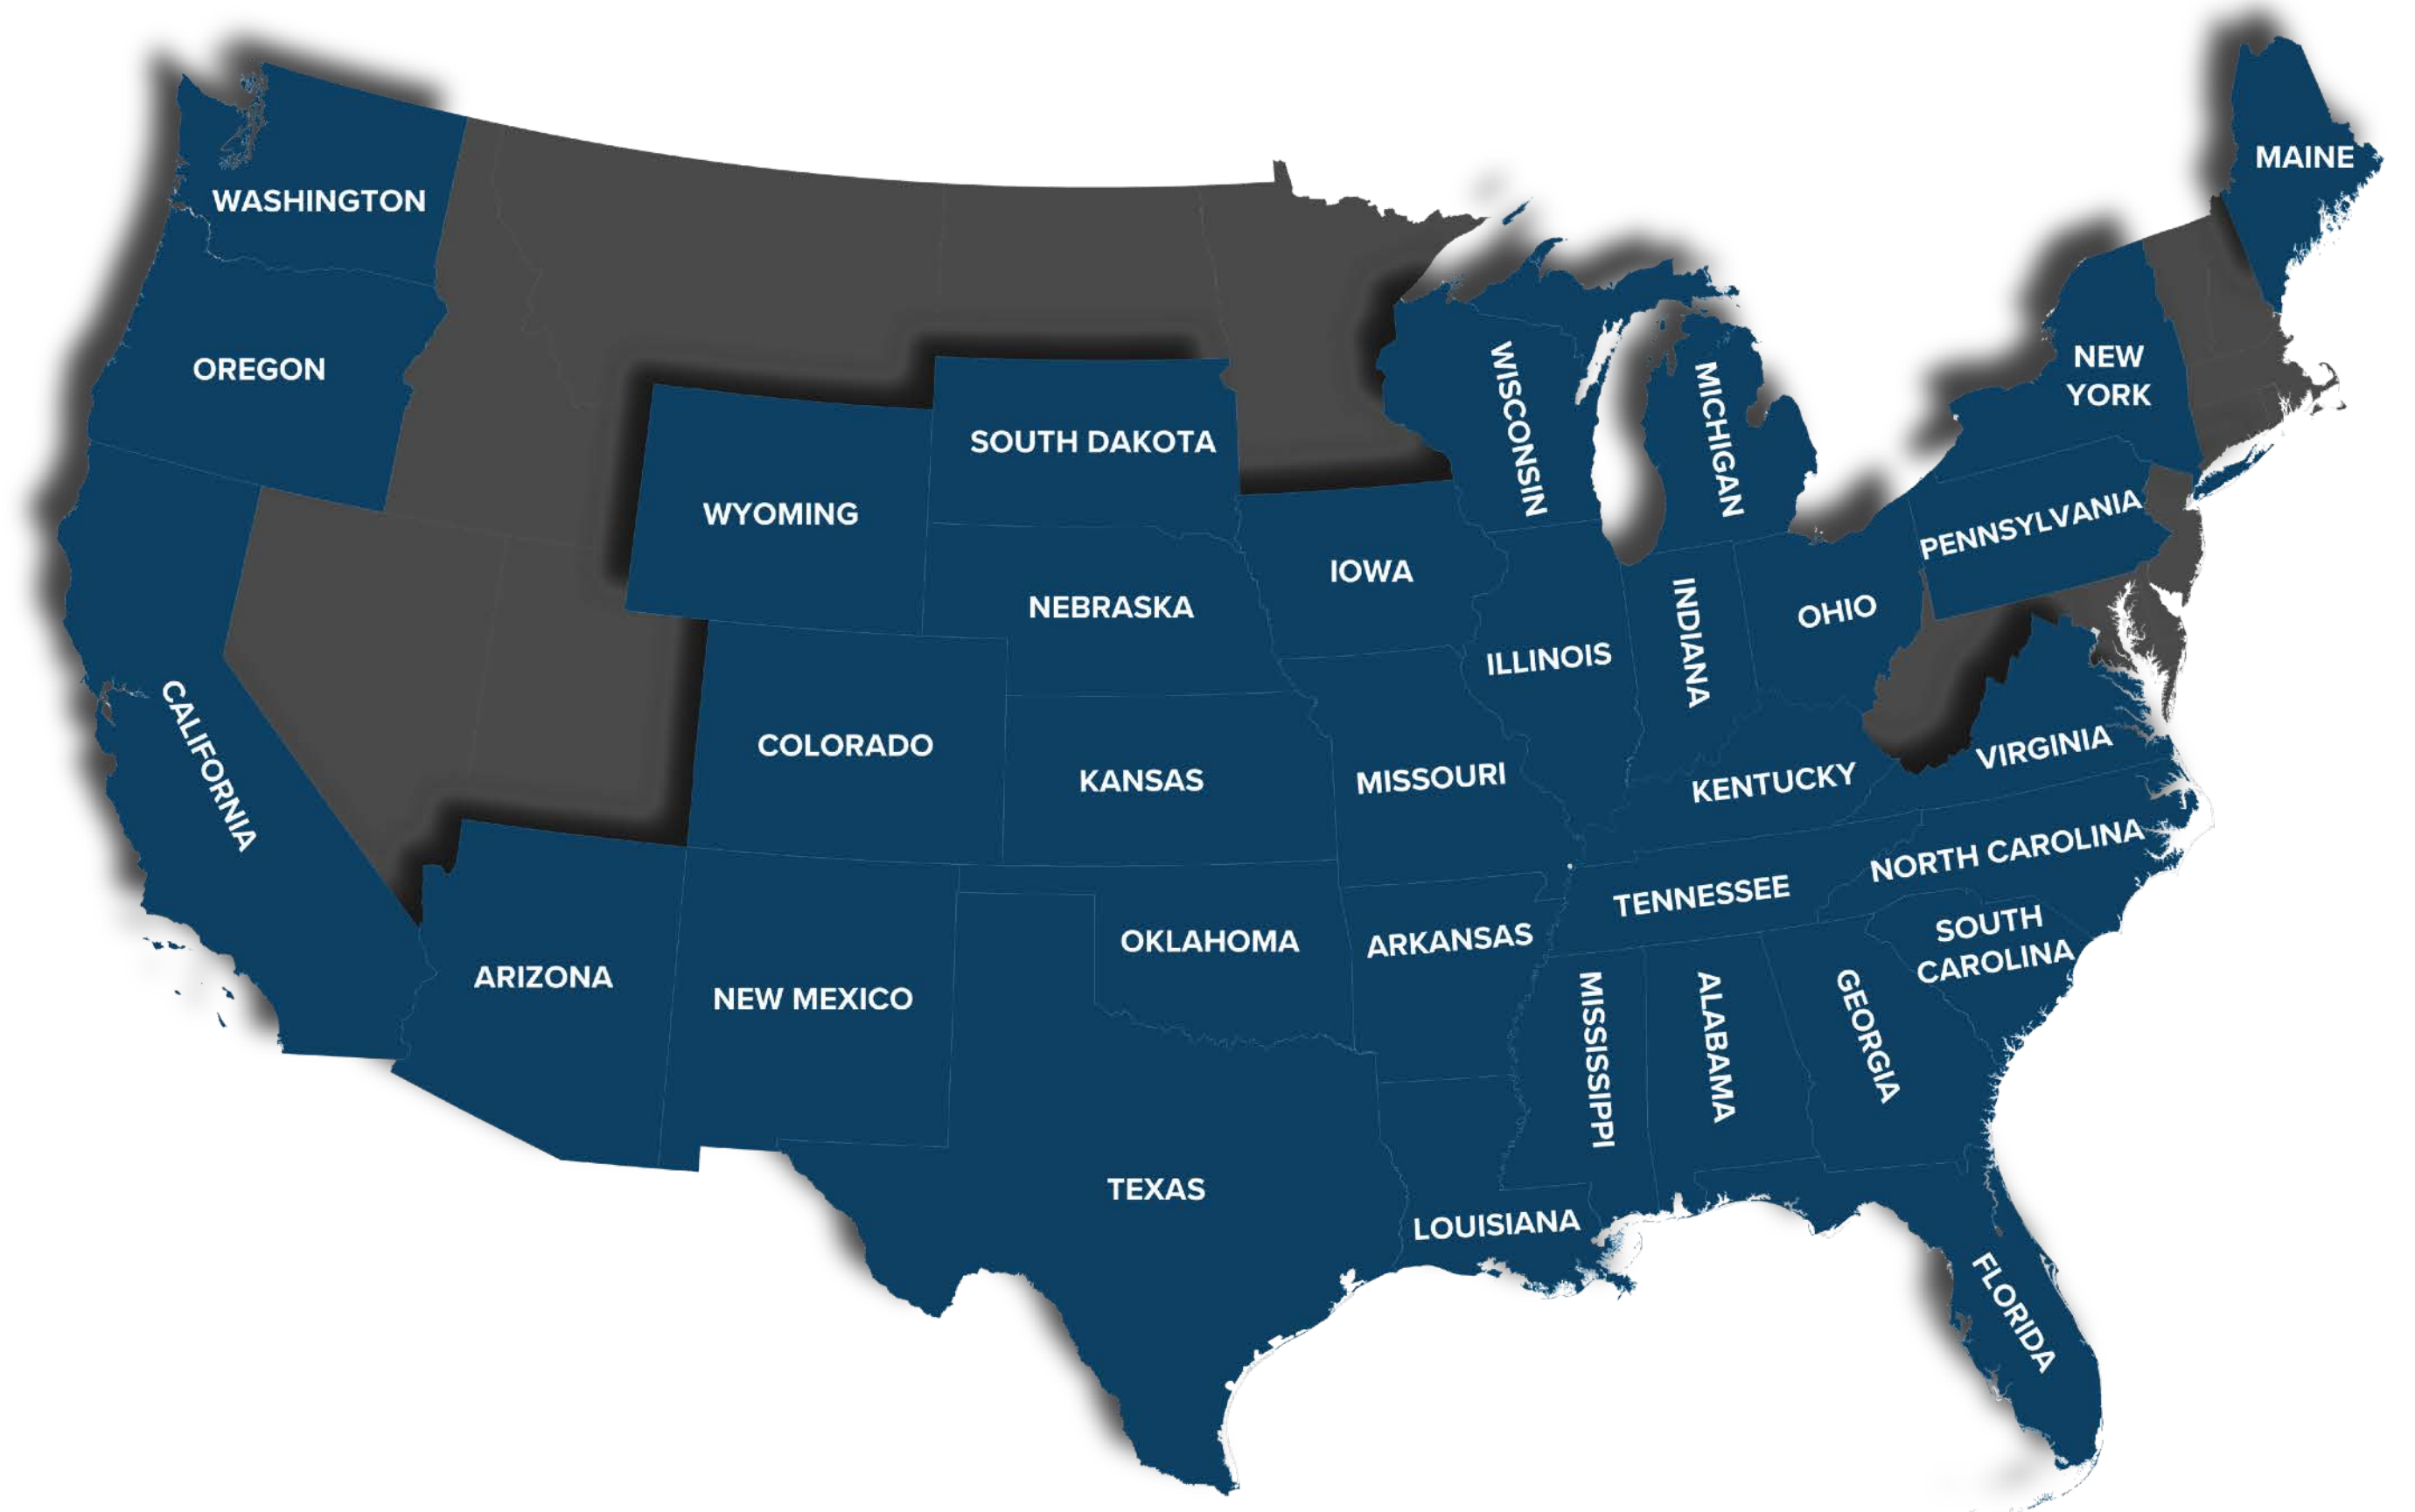 MAINE
WASHINGTON
OREGON
NEW
YORK
WISCONSIN
MICHIGAN
SOUTH DAKOTA
WYOMING
PENNSYLVANIA
IOWA
NEBRASKA
INDIANA
OHIO
ILLINOIS
CALIFORNIA
COLORADO
KANSAS
MISSOURI
KENTUCKY
VIRGINIA
NORTH CAROLINA
TENNESSEE
SOUTH
CAROLINA
OKLAHOMA
ARKANSAS
ARIZONA
NEW MEXICO
MISSISSIPPI
ALABAMA
GEORGIA
TEXAS
LOUISIANA
FLORIDA